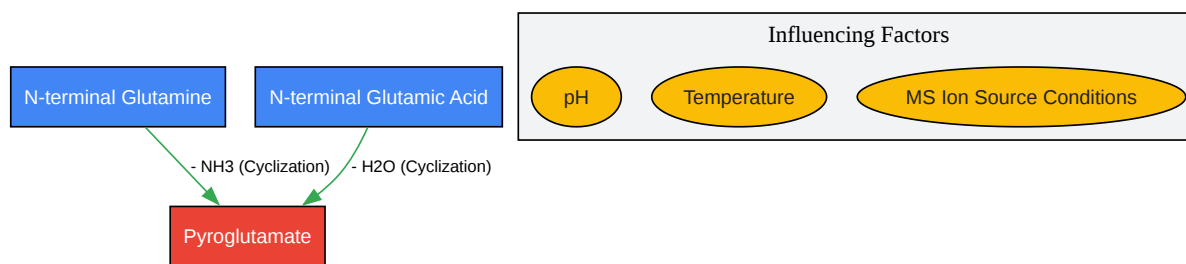 Influencing Factors
N-terminal Glutamine
N-terminal Glutamic Acid
pH
Temperature
MS Ion Source Conditions
- NH3 (Cyclization)
- H2O (Cyclization)
Pyroglutamate